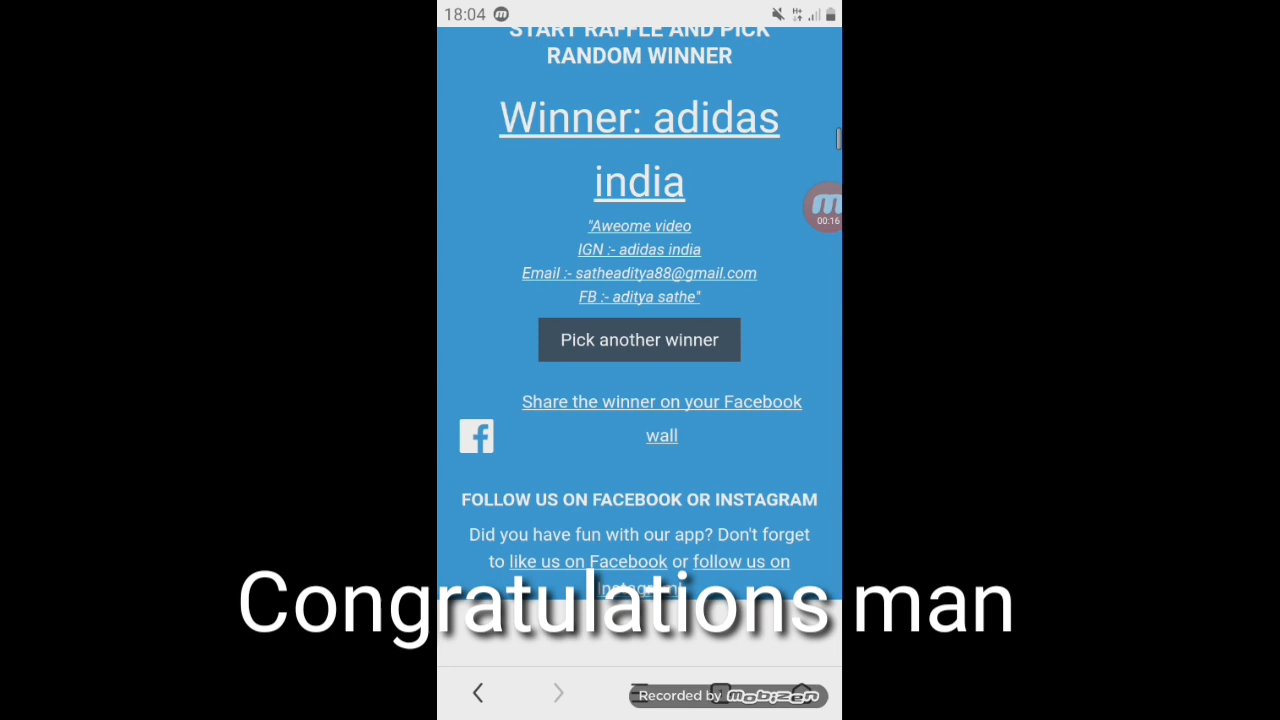 18:04
START RAFFLE AND PICK
RANDOM WINNER
Winner: adidas
india
"Aweome video
IGN :- adidas india
Email :- satheaditya88@gmail.com
FB :- aditya sathe"
00:16
Pick another winner
Share the winner on your Facebook
wall
FOLLOW US ON FACEBOOK OR INSTAGRAM
Did you have fun with our app? Don't forget
to like us on Facebook or follow us on
Instagram!
Congratulations man
Recorded by mobizen